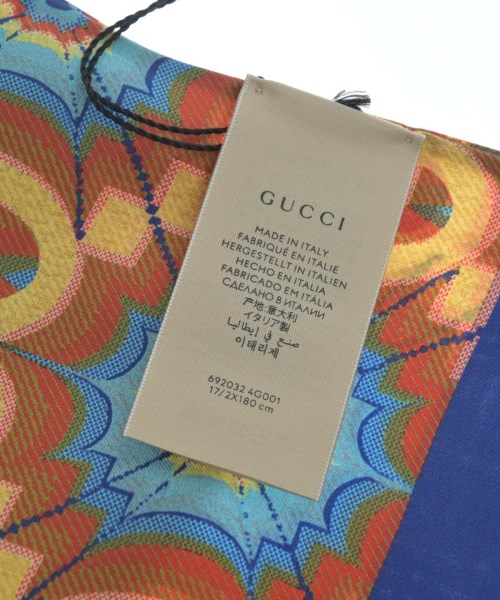 GUCCI
MADE IN ITALY
FABRIQUÉ EN ITALIE
HERGESTELLT IN ITALIEN
HECHO EN ITALIA
FABRICADO EM ITÁLIA
СДЕЛАНО В ИТАЛИИ
产地:意大利
イタリア製
صنع في إيطاليا
이태리제
692032 4G001
17/2X180 cm